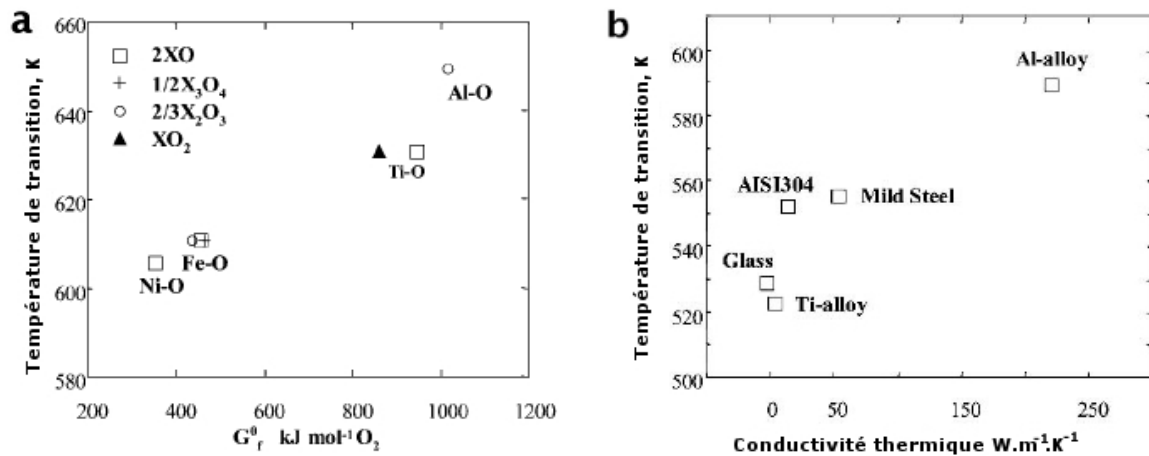 a
Température de transition, K
660
640
620
600
580
2XO
1/2X₃O₄
2/3X₂O₃
XO₂
Al-O
Ti-O
Fe-O
Ni-O
200 400 600 800 1000 1200
G⁰f kJ mol⁻¹ O₂
b
Température de transition, K
600
580
560
540
520
500
Al-alloy
AISI304
Mild Steel
Glass
Ti-alloy
0 50 150 250
Conductivité thermique W.m⁻¹.K⁻¹